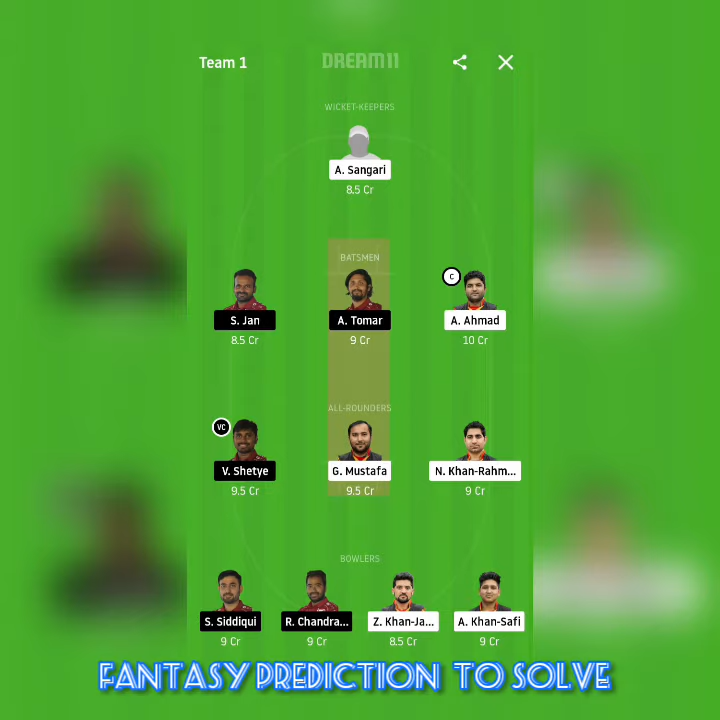 Team 1 DREAM11
WICKET-KEEPERS
A. Sangari
8.5 Cr
BATSMEN
C
S. Jan A. Tomar A. Ahmad
8.5 Cr 9 Cr 10 Cr
ALL-ROUNDERS
VC
V. Shetye G. Mustafa N. Khan-Rahm...
9.5 Cr 9.5 Cr 9 Cr
BOWLERS
S. Siddiqui R. Chandra... Z. Khan-Ja... A. Khan-Safi
9 Cr 9 Cr 8.5 Cr 9 Cr
FANTASY PREDICTION TO SOLVE